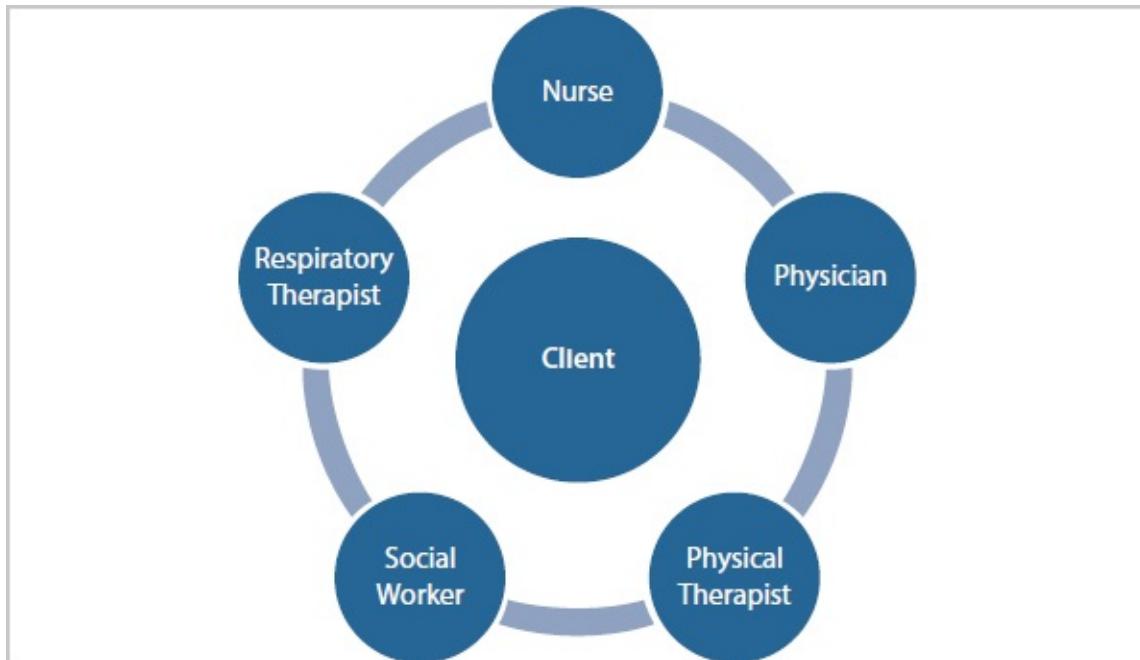 Nurse
Physician
Physical
Therapist
Social
Worker
Respiratory
Therapist
Client